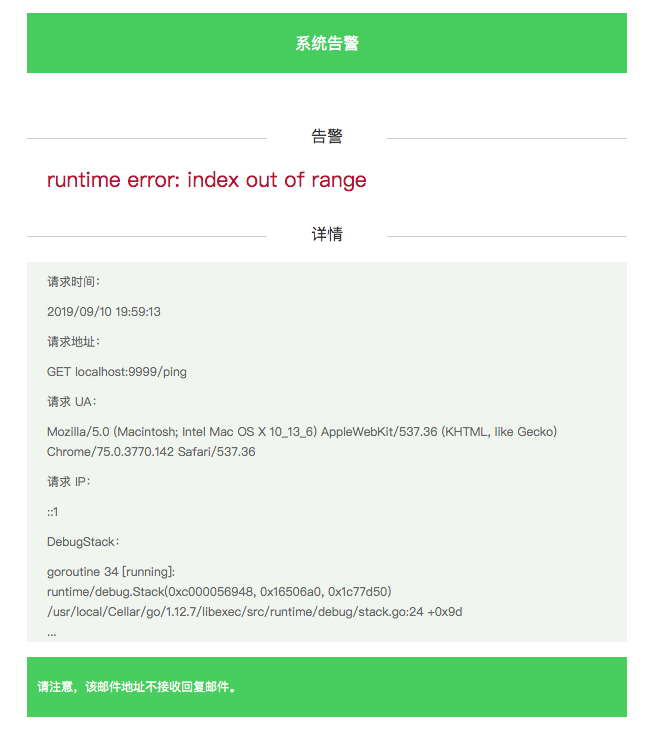 系统告警
告警
runtime error: index out of range
详情
请求时间：
2019/09/10 19:59:13
请求地址：
GET localhost:9999/ping
请求 UA：
Mozilla/5.0 (Macintosh; Intel Mac OS X 10_13_6) AppleWebKit/537.36 (KHTML, like Gecko)
Chrome/75.0.3770.142 Safari/537.36
请求 IP：
::1
DebugStack：
goroutine 34 [running]:
runtime/debug.Stack(0xc000056948, 0x16506a0, 0x1c77d50)
/usr/local/Cellar/go/1.12.7/libexec/src/runtime/debug/stack.go:24 +0x9d
...
请注意，该邮件地址不接收回复邮件。